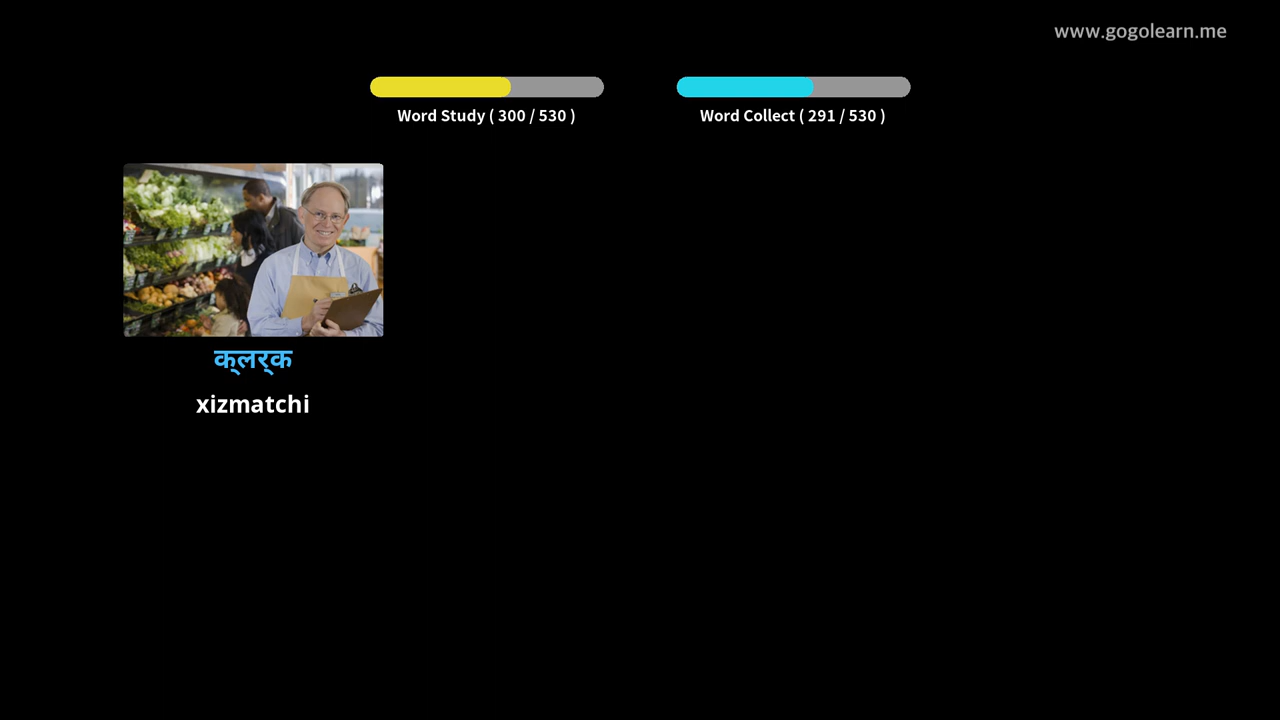 www.gogolearn.me
Word Study ( 300 / 530 )
Word Collect ( 291 / 530 )
क्लर्क
xizmatchi